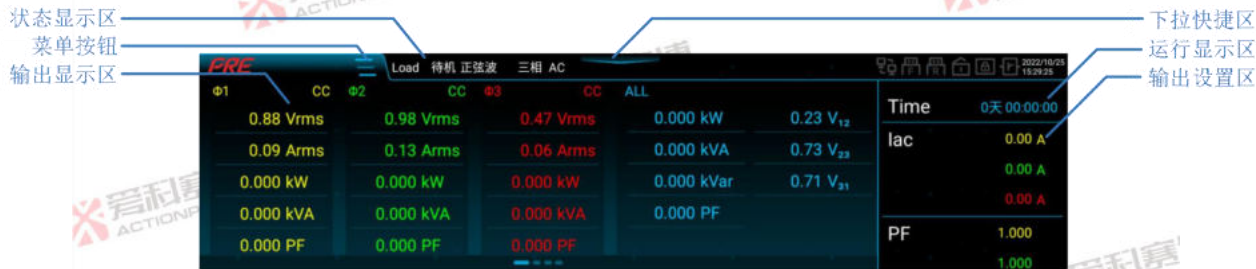 状态显示区
菜单按钮
输出显示区
下拉快捷区
运行显示区
输出设置区
PRE
Load 待机 正弦波 三相 AC
2022/10/25
15:29:25
Φ1 CC Φ2 CC Φ3 CC ALL
0.88 Vrms 0.98 Vrms 0.47 Vrms 0.000 kW 0.23 V₁₂
0.09 Arms 0.13 Arms 0.06 Arms 0.000 kVA 0.73 V₂₃
0.000 kW 0.000 kW 0.000 kW 0.000 kVar 0.71 V₃₁
0.000 kVA 0.000 kVA 0.000 kVA 0.000 PF
0.000 PF 0.000 PF 0.000 PF
Time 0天 00:00:00
Iac 0.00 A
0.00 A
0.00 A
PF 1.000
1.000
爱科赛
ACTIONP